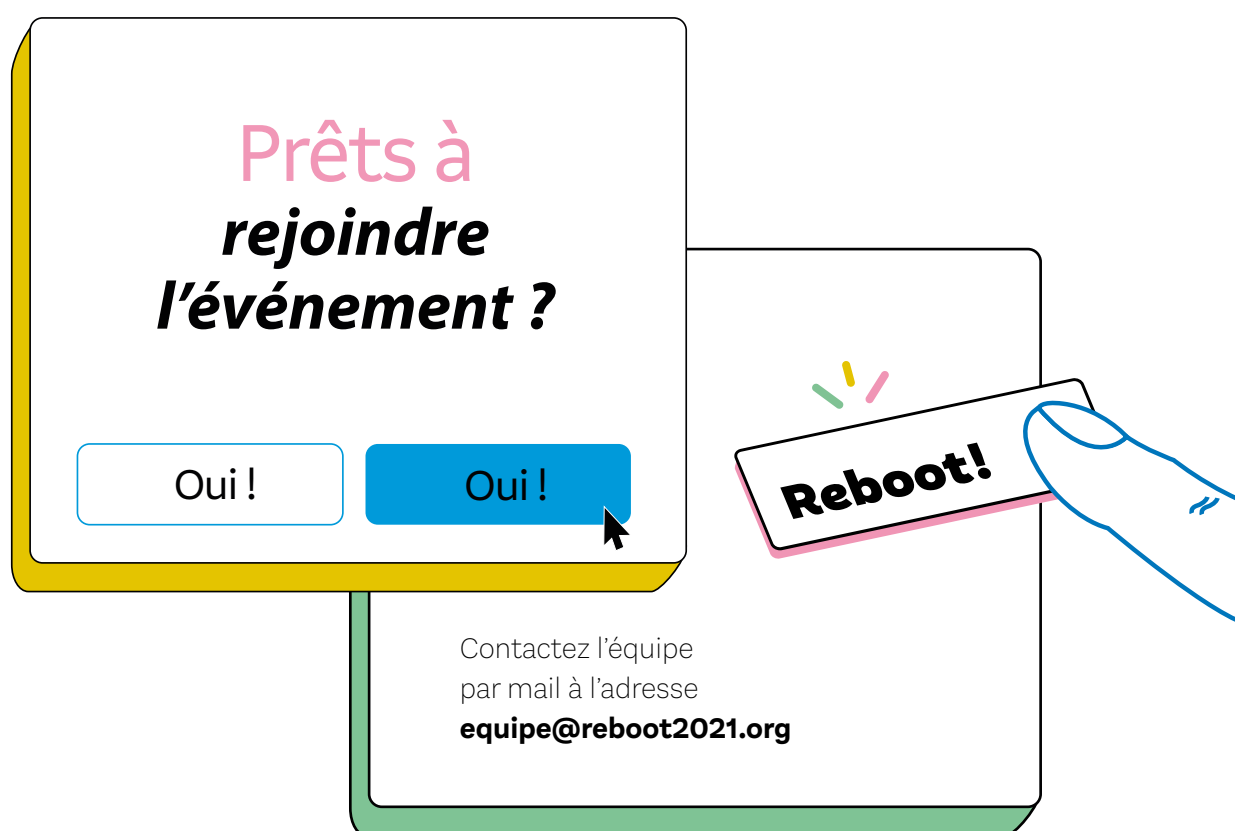 Prêts à
rejoindre
l’événement ?
Oui !
Oui !
Reboot!
Contactez l’équipe
par mail à l’adresse
equipe@reboot2021.org